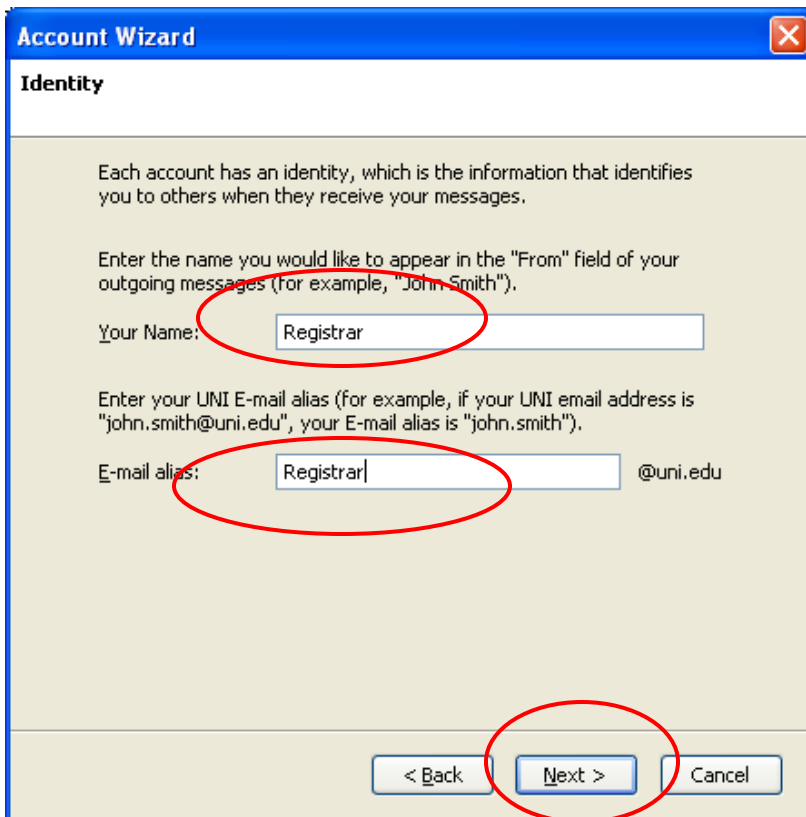 Account Wizard
Identity
Each account has an identity, which is the information that identifies
you to others when they receive your messages.
Enter the name you would like to appear in the "From" field of your
outgoing messages (for example, "John Smith").
Your Name: Registrar
Enter your UNI E-mail alias (for example, if your UNI email address is
"john.smith@uni.edu", your E-mail alias is "john.smith").
E-mail alias: Registrar @uni.edu
< Back Next > Cancel